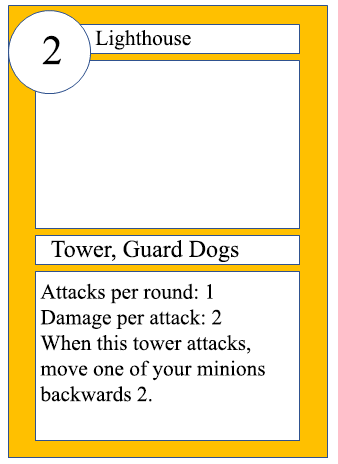 2
Lighthouse
Tower, Guard Dogs
Attacks per round: 1
Damage per attack: 2
When this tower attacks,
move one of your minions
backwards 2.